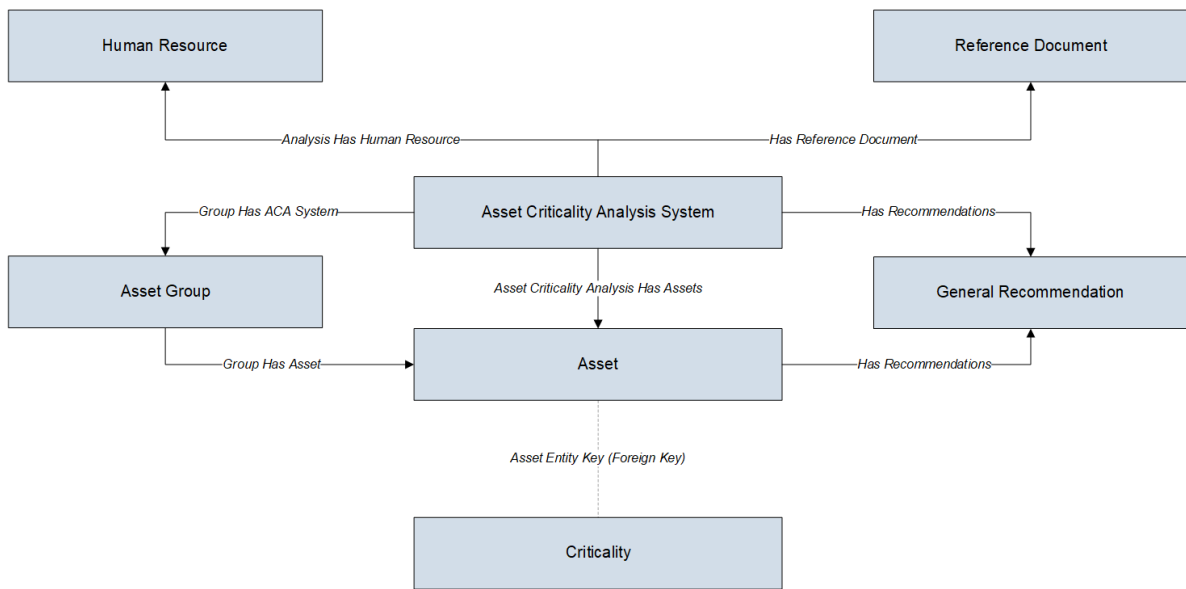 Human Resource
Reference Document
Analysis Has Human Resource
Has Reference Document
Asset Criticality Analysis System
Group Has ACA System
Has Recommendations
Asset Group
Asset Criticality Analysis Has Assets
General Recommendation
Group Has Asset
Asset
Has Recommendations
Asset Entity Key (Foreign Key)
Criticality